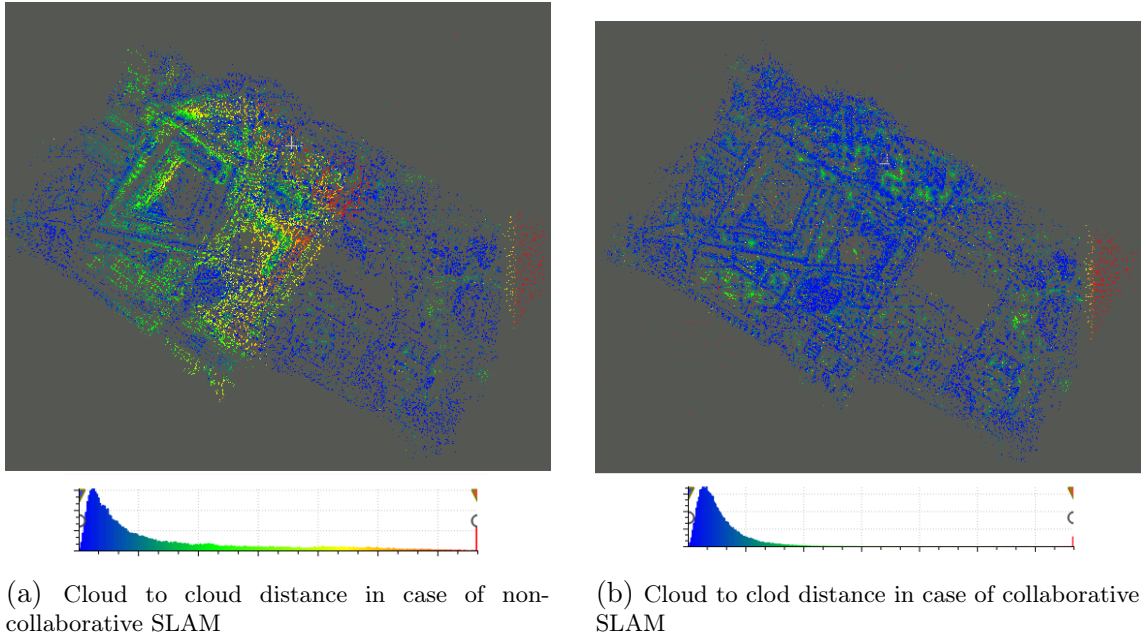 (a) Cloud to cloud distance in case of non-
collaborative SLAM
(b) Cloud to clod distance in case of collaborative
SLAM